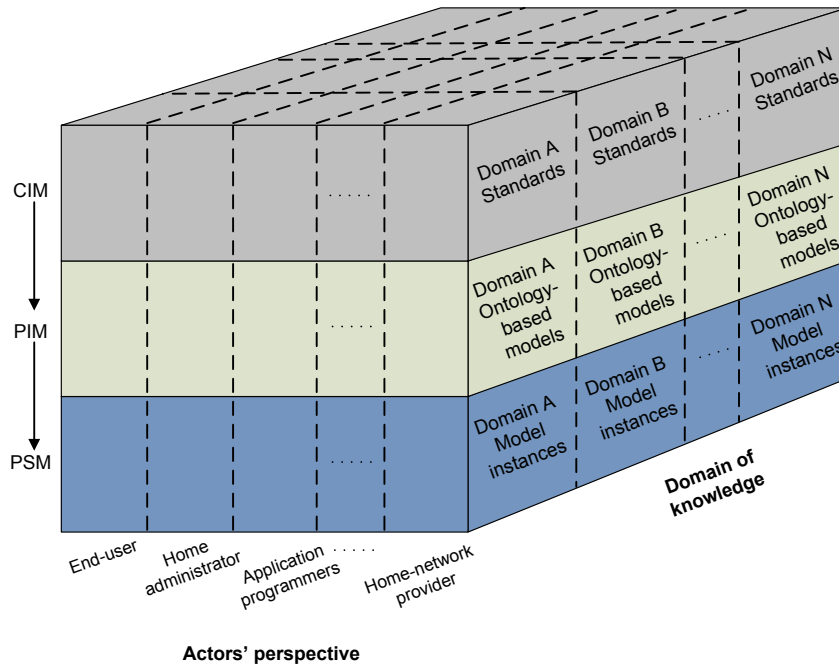 Domain N
Standards
Domain B
Standards
. . . . .
Domain A
Standards
CIM
. . . . .
Domain N
Ontology-
based
models
Domain B
Ontology-
based
models
. . . . .
Domain A
Ontology-
based
models
PIM
. . . . .
Domain N
Model
instances
Domain B
Model
instances
. . . . .
Domain A
Model
instances
PSM
. . . . .
Domain of
knowledge
End-user
Home
administrator
Application
programmers
. . . . .
Home-network
provider
Actors’ perspective